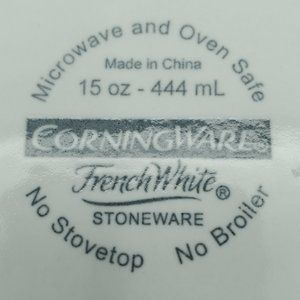 Microwave and Oven Safe
Made in China
15 oz - 444 mL
CORNINGWARE
FrenchWhite®
STONEWARE
No Stovetop No Broiler